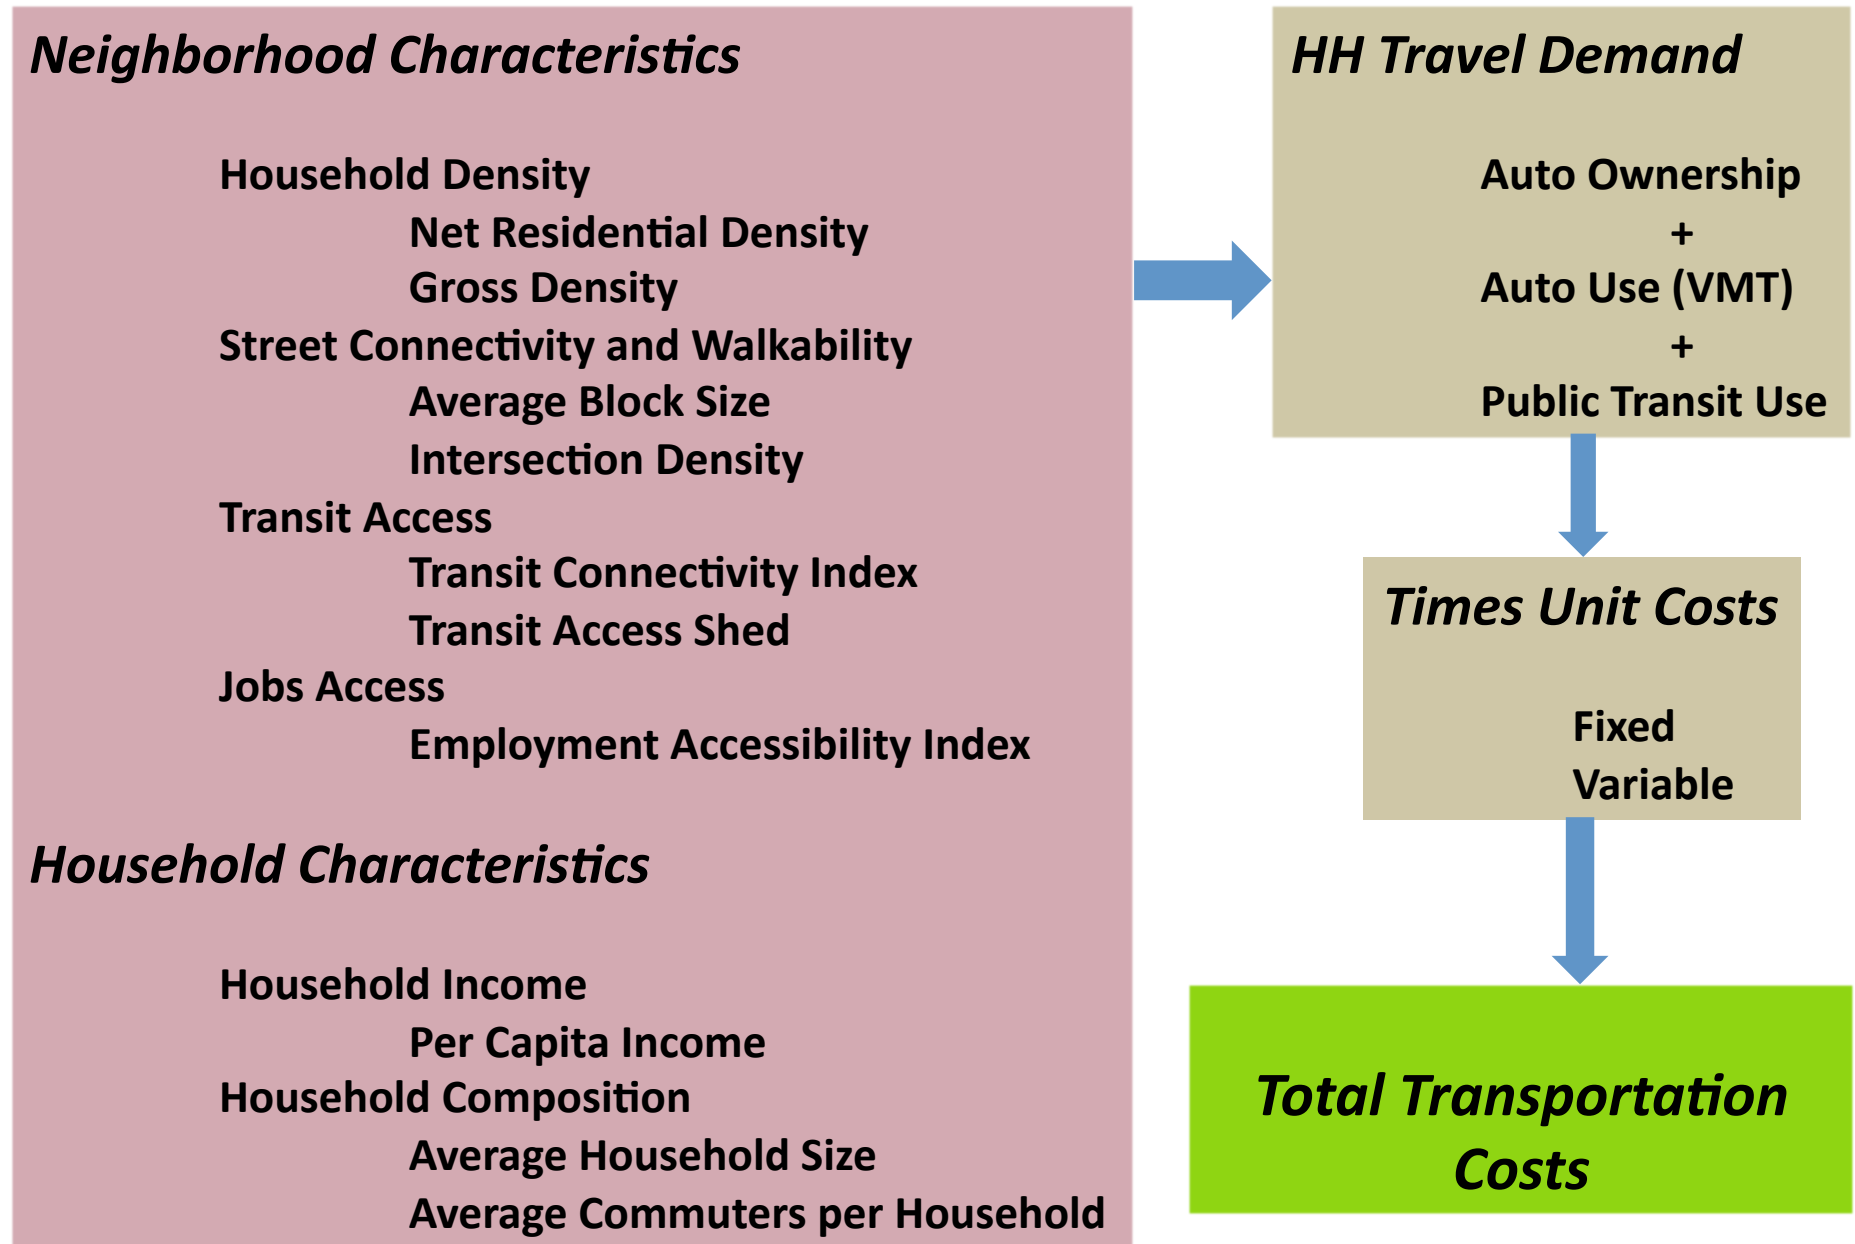 Neighborhood Characteristics
Household Density
Net Residential Density
Gross Density
Street Connectivity and Walkability
Average Block Size
Intersection Density
Transit Access
Transit Connectivity Index
Transit Access Shed
Jobs Access
Employment Accessibility Index
Household Characteristics
Household Income
Per Capita Income
Household Composition
Average Household Size
Average Commuters per Household
HH Travel Demand
Auto Ownership
+
Auto Use (VMT)
+
Public Transit Use
Times Unit Costs
Fixed
Variable
Total Transportation
Costs